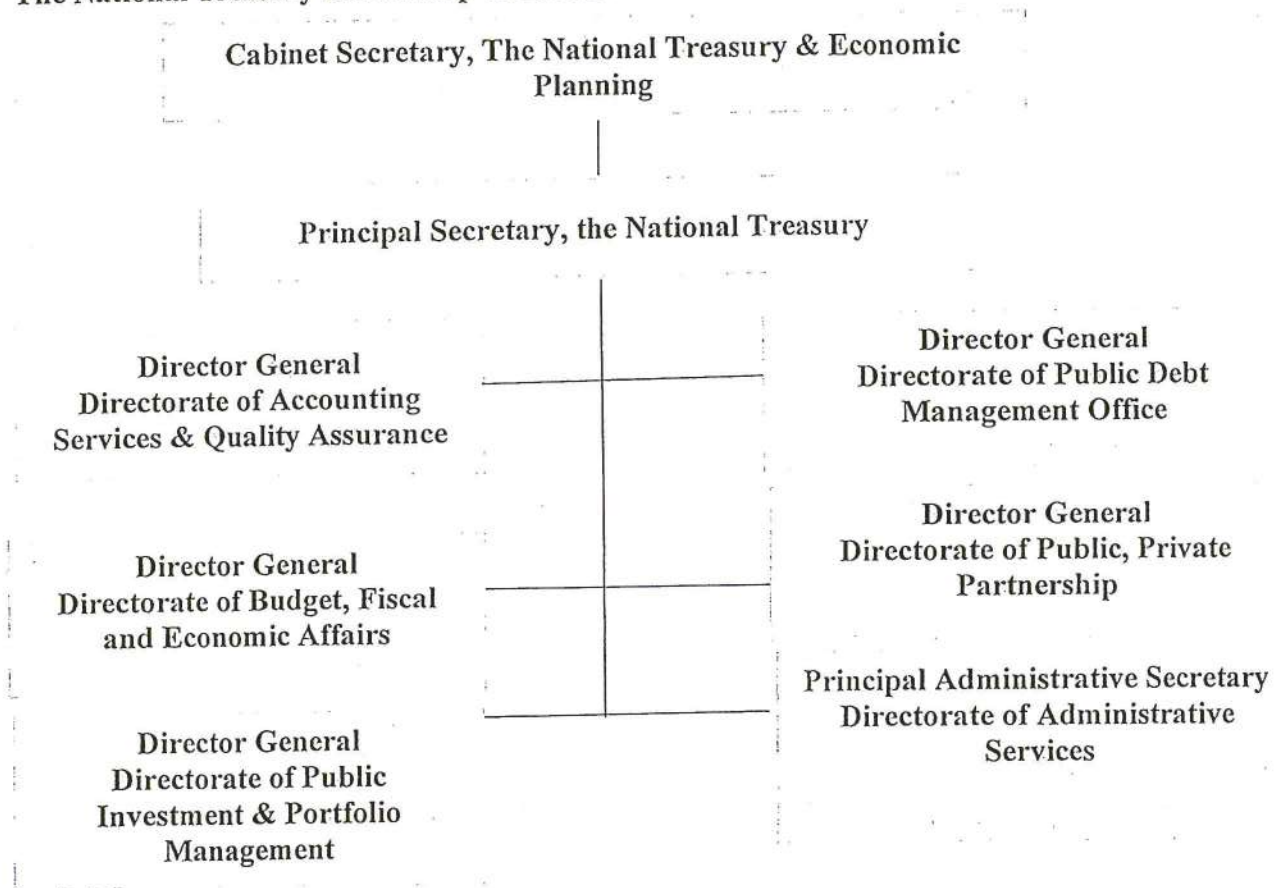 Cabinet Secretary, The National Treasury & Economic
Planning
Principal Secretary, the National Treasury
Director General
Directorate of Accounting
Services & Quality Assurance
Director General
Directorate of Public Debt
Management Office
Director General
Directorate of Budget, Fiscal
and Economic Affairs
Director General
Directorate of Public, Private
Partnership
Director General
Directorate of Public
Investment & Portfolio
Management
Principal Administrative Secretary
Directorate of Administrative
Services